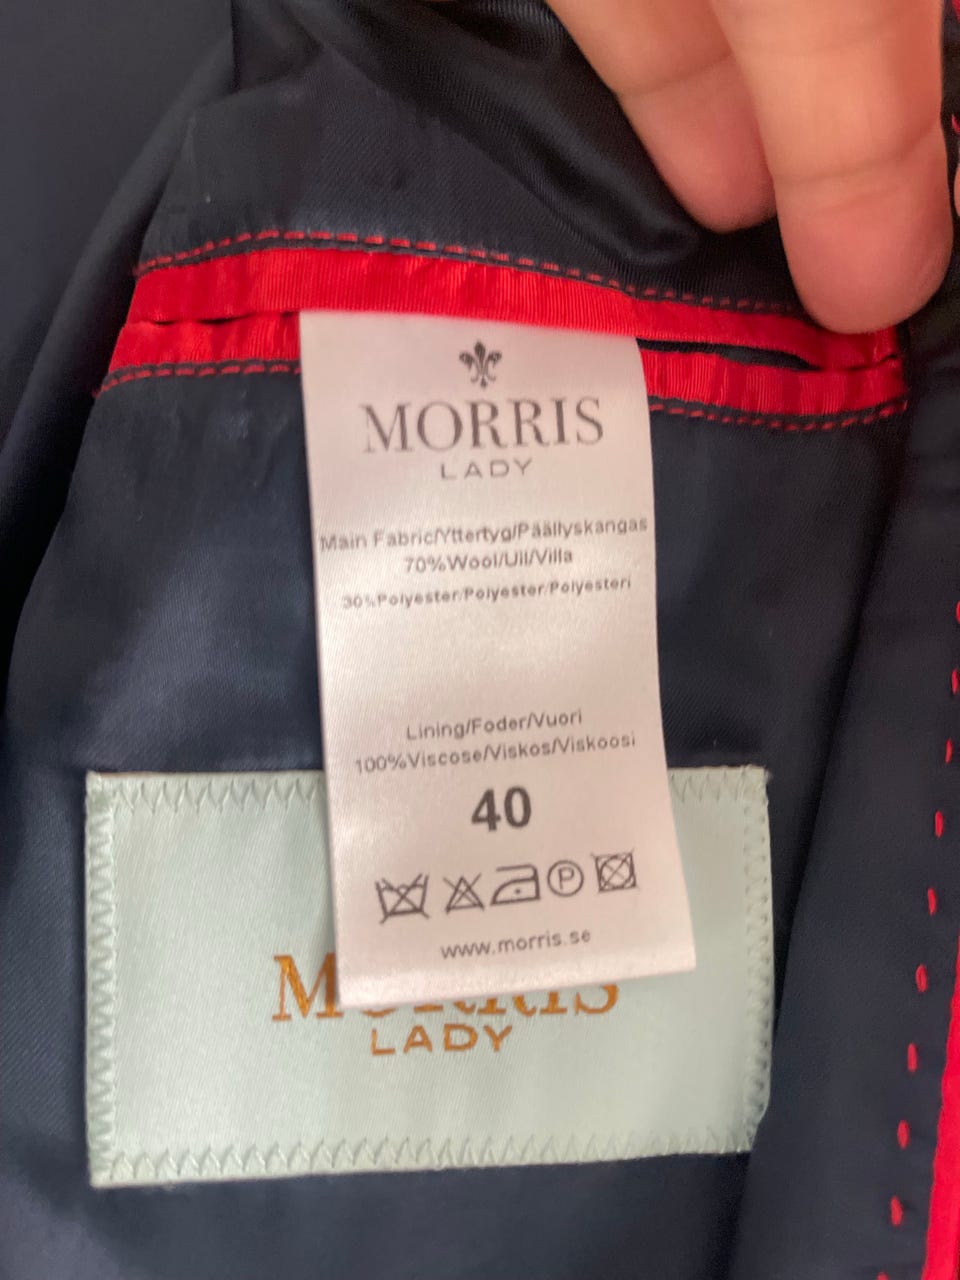 MORRIS
LADY
Main Fabric/Yttertyg/Päällyskangas
70%Wool/Ull/Villa
30%Polyester/Polyester/Polyesteri
Lining/Foder/Vuori
100%Viscose/Viskos/Viskoosi
40
P
www.morris.se
MORRIS
LADY